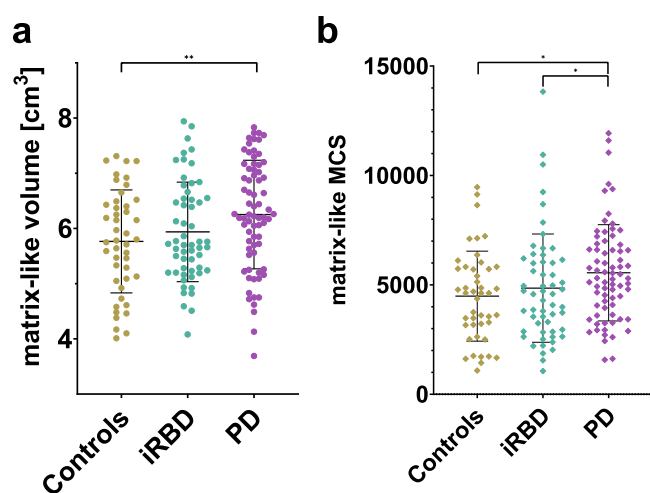 a
**
matrix-like volume [cm³]
8
6
4
Controls
iRBD
PD
b
*
*
matrix-like MCS
15000
10000
5000
0
Controls
iRBD
PD